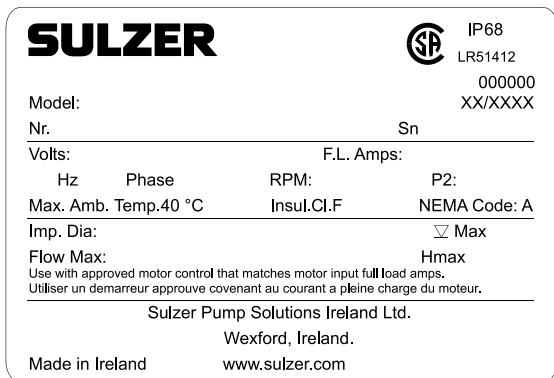 SULZER
SA
IP68
LR51412
000000
Model: XX/XXXX
Nr. Sn
Volts: F.L. Amps:
Hz Phase RPM: P2:
Max. Amb. Temp.40 °C Insul.Cl.F NEMA Code: A
Imp. Dia: Max
Flow Max: Hmax
Use with approved motor control that matches motor input full load amps.
Utiliser un demarreur approuve covenant au courant a pleine charge du moteur.
Sulzer Pump Solutions Ireland Ltd.
Wexford, Ireland.
Made in Ireland www.sulzer.com